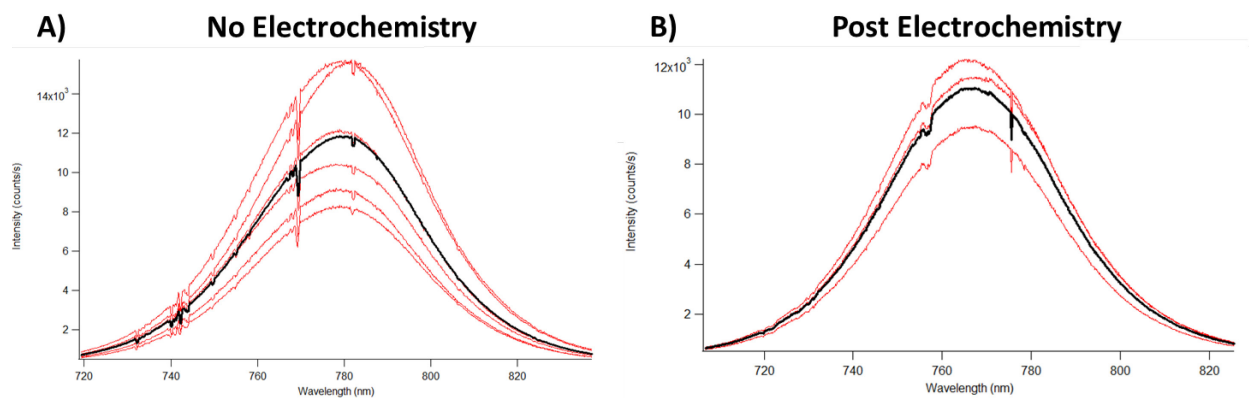 A) No Electrochemistry
B) Post Electrochemistry
Intensity (counts/s)
14x10³
12
10
8
6
4
2
720 740 760 780 800 820
Wavelength (nm)
Intensity (counts/s)
12x10³
10
8
6
4
2
720 740 760 780 800 820
Wavelength (nm)